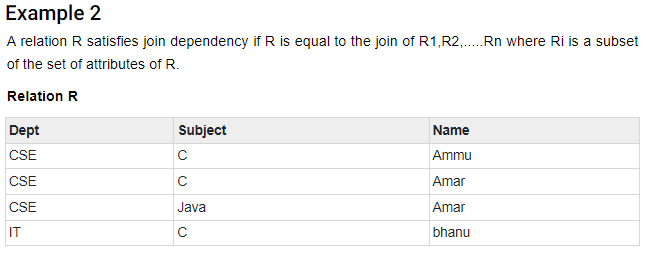 Example 2
A relation R satisfies join dependency if R is equal to the join of R1,R2,.....Rn where Ri is a subset
of the set of attributes of R.
Relation R
Dept Subject Name
CSE C Ammu
CSE C Amar
CSE Java Amar
IT C bhanu